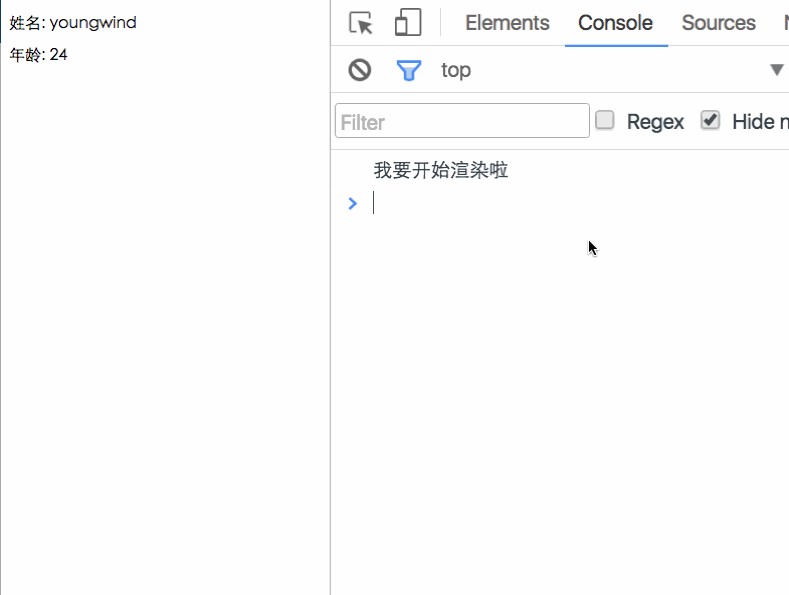 姓名: youngwind
年龄: 24
Elements Console Sources
top
Filter Regex Hide n
我要开始渲染啦